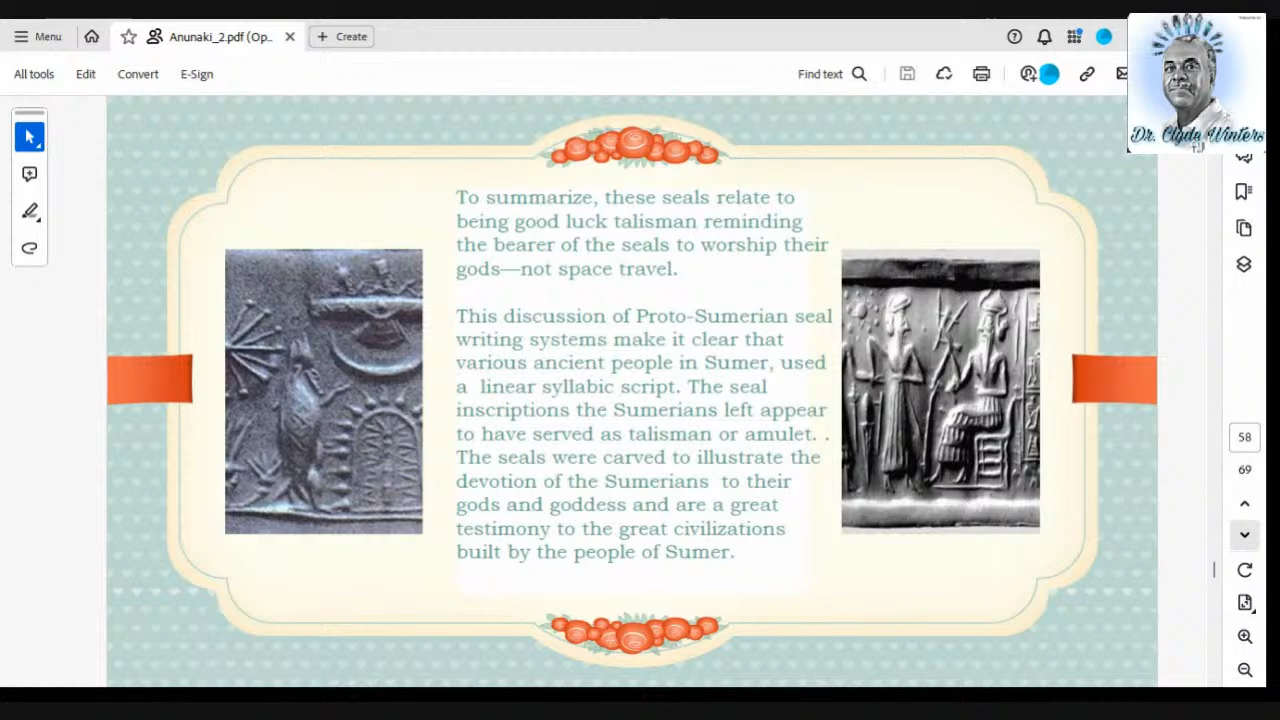 Menu
Anunaki_2.pdf (Op...
Create
All tools
Edit
Convert
E-Sign
Find text
Dr. Clyde Winters
To summarize, these seals relate to
being good luck talisman reminding
the bearer of the seals to worship their
gods—not space travel.
This discussion of Proto-Sumerian seal
writing systems make it clear that
various ancient people in Sumer, used
a linear syllabic script. The seal
inscriptions the Sumerians left appear
to have served as talisman or amulet. .
The seals were carved to illustrate the
devotion of the Sumerians to their
gods and goddess and are a great
testimony to the great civilizations
built by the people of Sumer.
58
69